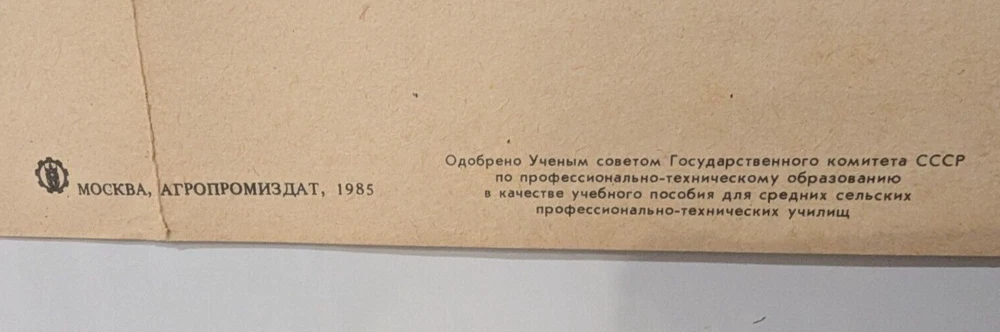 МОСКВА, АГРОПРОМИЗДАТ, 1985
Одобрено Ученым советом Государственного комитета СССР
по профессионально-техническому образованию
в качестве учебного пособия для средних сельских
профессионально-технических училищ